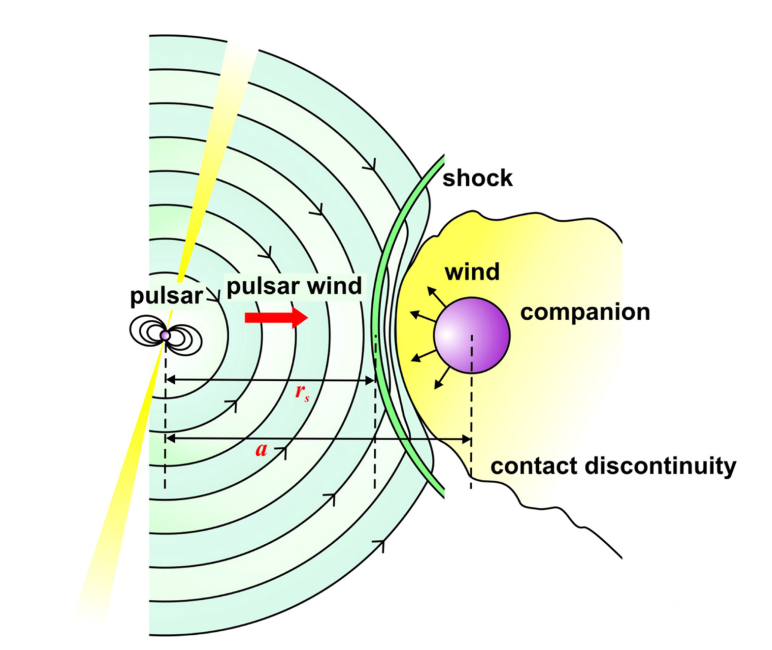 shock
wind
pulsar
pulsar wind
companion
r_s
a
contact discontinuity